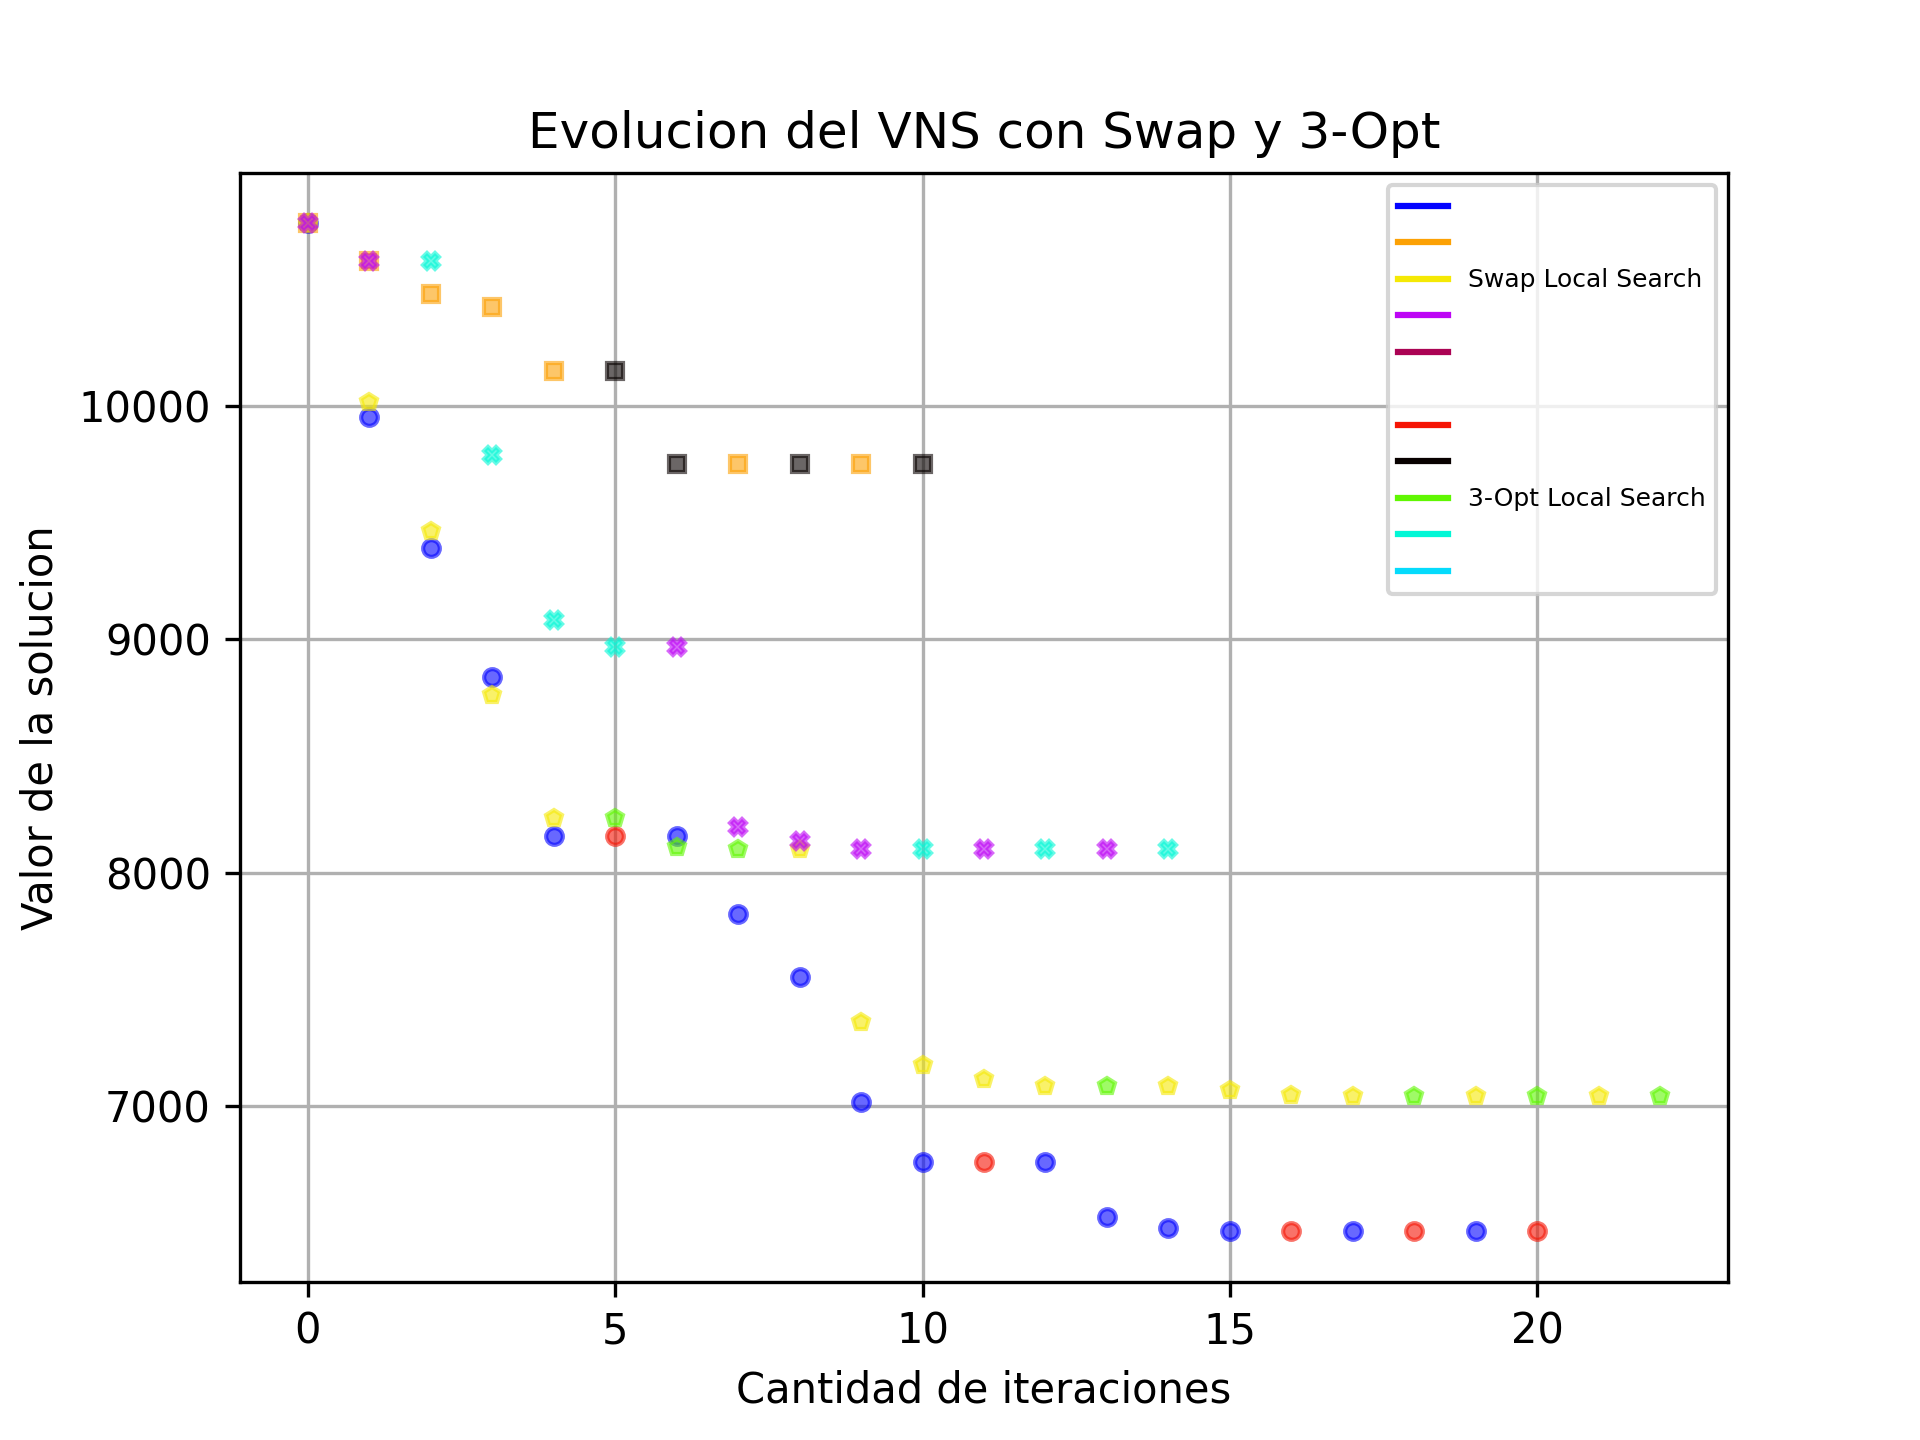 Evolucion del VNS con Swap y 3-Opt
Swap Local Search
3-Opt Local Search
10000
9000
8000
7000
Valor de la solucion
0 5 10 15 20
Cantidad de iteraciones